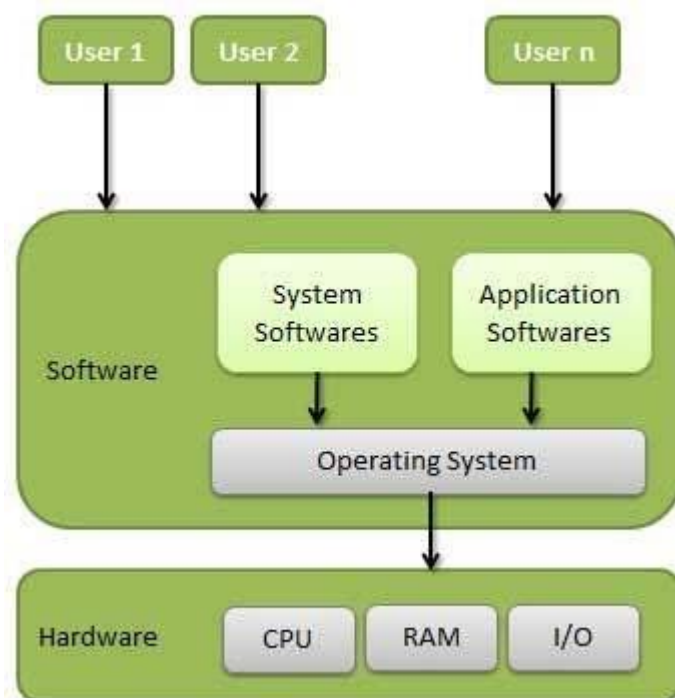 User 1
User 2
User n
System
Softwares
Application
Softwares
Software
Operating System
Hardware
CPU
RAM
I/O